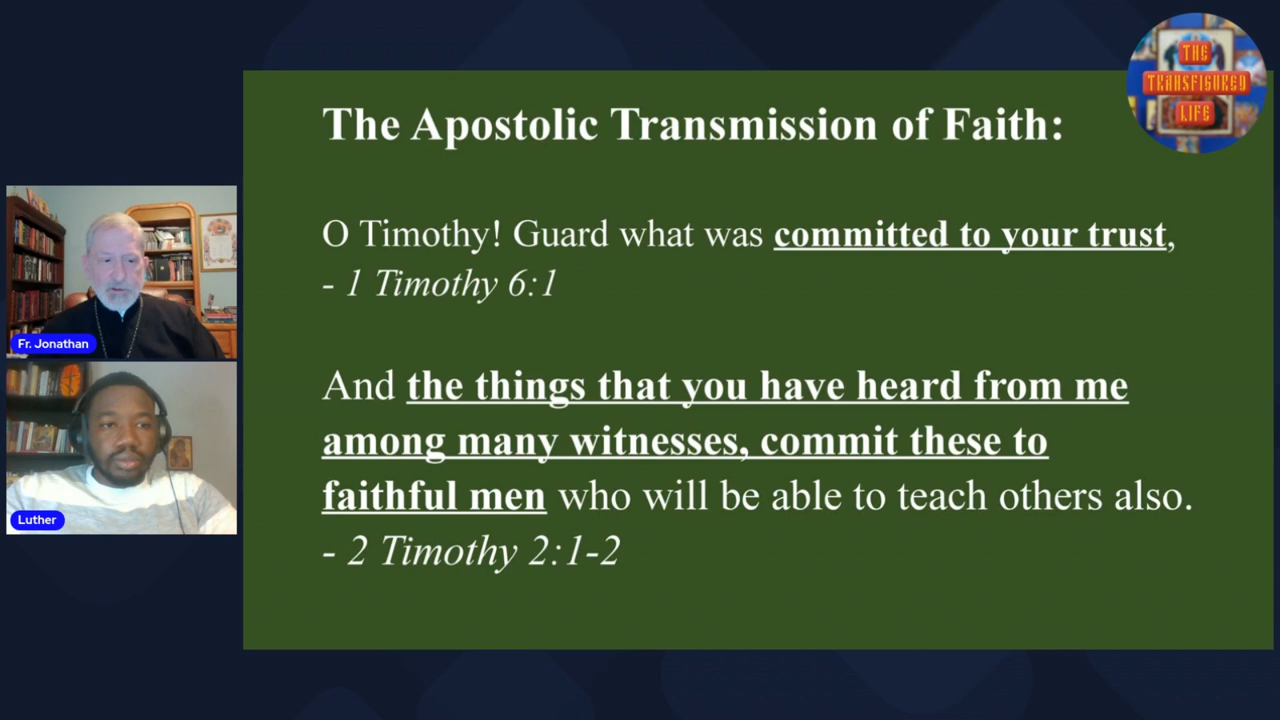 THE
TRANSFIGURED
LIFE
The Apostolic Transmission of Faith:
O Timothy! Guard what was committed to your trust,
- 1 Timothy 6:1
And the things that you have heard from me
among many witnesses, commit these to
faithful men who will be able to teach others also.
- 2 Timothy 2:1-2
Fr. Jonathan
Luther